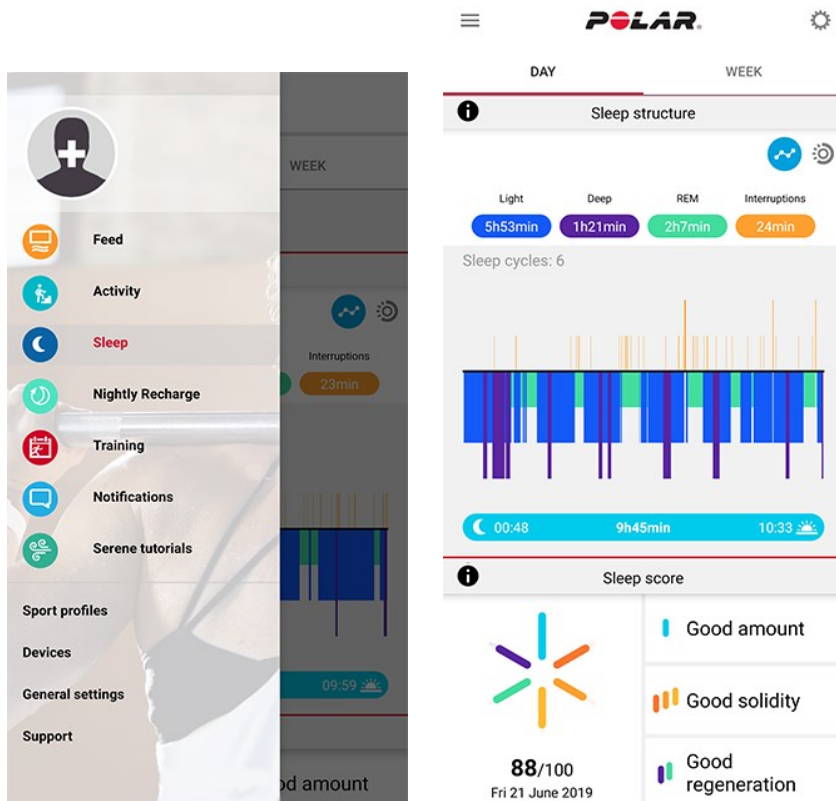 WEEK
Feed
Activity
Sleep
Nightly Recharge
Training
Notifications
Serene tutorials
Interruptions
23min
09:59
Sport profiles
Devices
General settings
Support
od amount
POLAR.
DAY
WEEK
Sleep structure
Light
Deep
REM
Interruptions
5h53min
1h21min
2h7min
24min
Sleep cycles: 6
00:48
9h45min
10:33
Sleep score
Good amount
Good solidity
Good
regeneration
88/100
Fri 21 June 2019